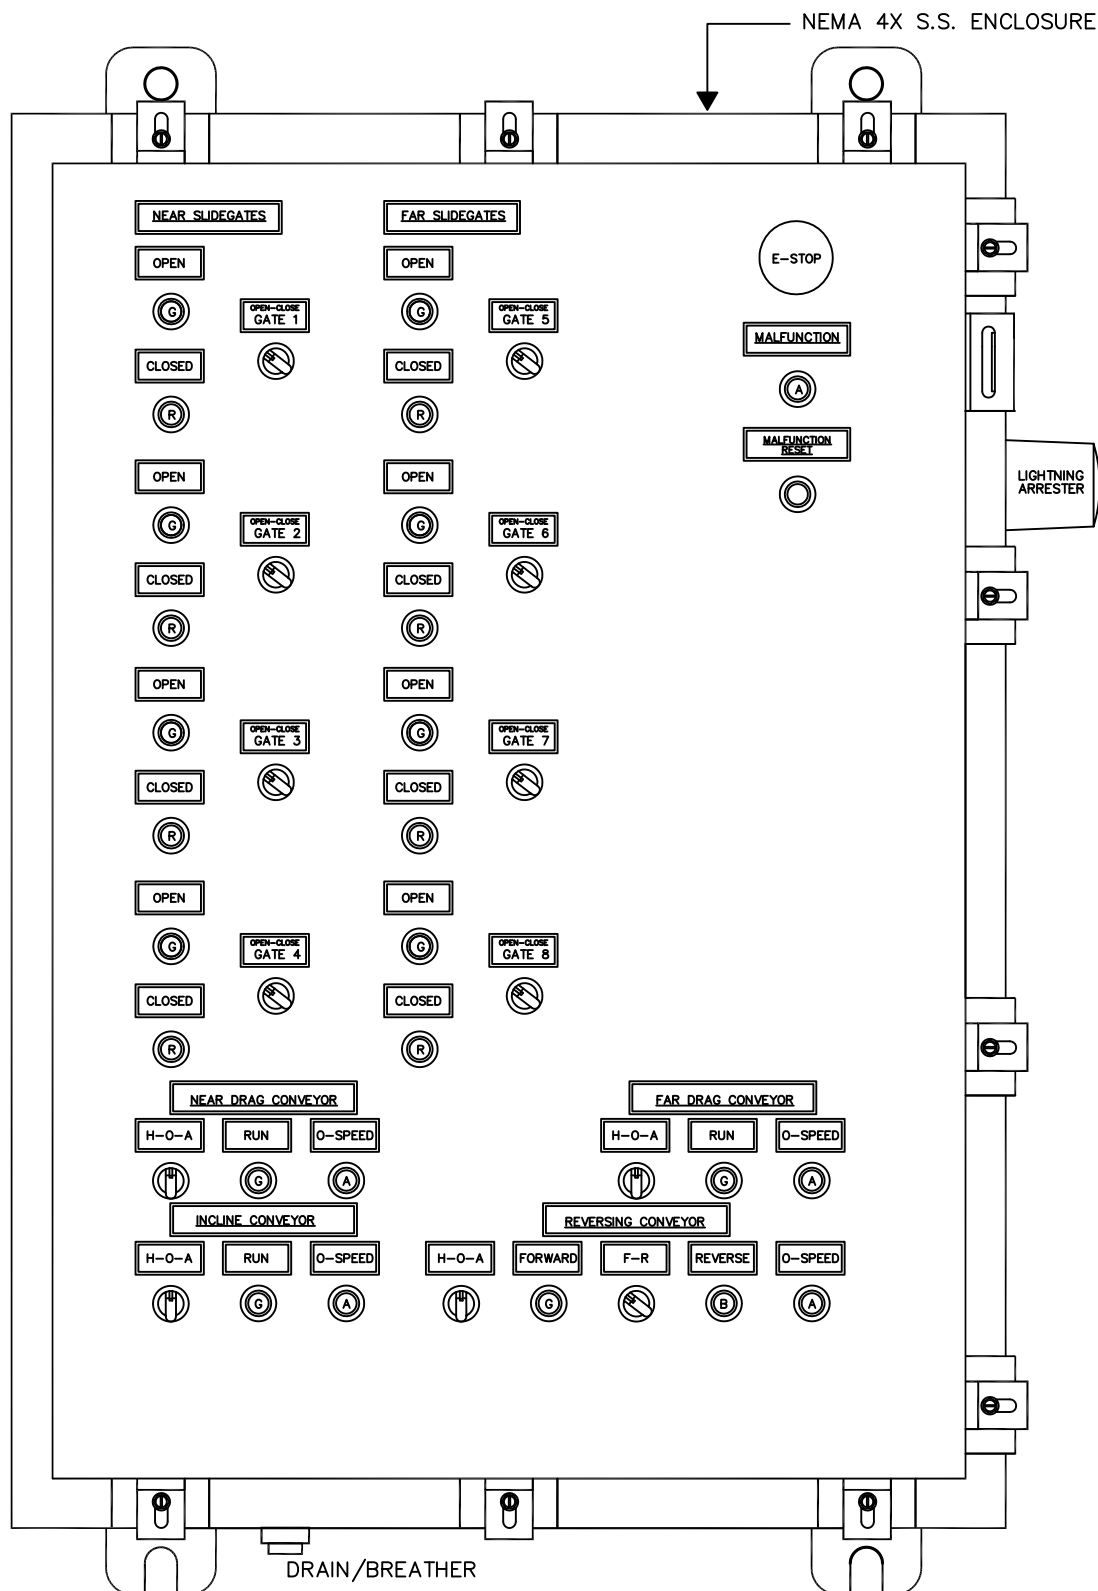 NEMA 4X S.S. ENCLOSURE
NEAR SLIDEGATES
FAR SLIDEGATES
OPEN
OPEN
E-STOP
G
OPEN-CLOSE
GATE 1
G
OPEN-CLOSE
GATE 5
MALFUNCTION
CLOSED
CLOSED
A
R
R
MALFUNCTION
RESET
OPEN
OPEN
LIGHTNING
ARRESTER
G
OPEN-CLOSE
GATE 2
G
OPEN-CLOSE
GATE 6
CLOSED
CLOSED
R
R
OPEN
OPEN
G
OPEN-CLOSE
GATE 3
G
OPEN-CLOSE
GATE 7
CLOSED
CLOSED
R
R
OPEN
OPEN
G
OPEN-CLOSE
GATE 4
G
OPEN-CLOSE
GATE 8
CLOSED
CLOSED
R
R
NEAR DRAG CONVEYOR
FAR DRAG CONVEYOR
H-O-A
RUN
O-SPEED
H-O-A
RUN
O-SPEED
G
A
G
A
INCLINE CONVEYOR
REVERSING CONVEYOR
H-O-A
RUN
O-SPEED
H-O-A
FORWARD
F-R
REVERSE
O-SPEED
G
A
G
B
A
DRAIN/BREATHER